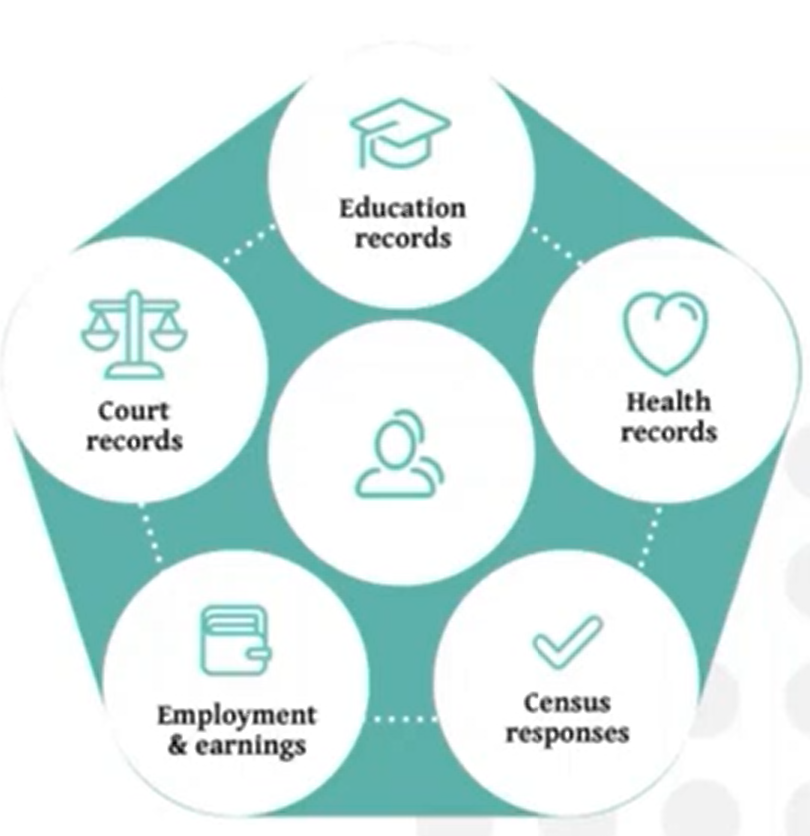 Education
records
Court
records
Health
records
Employment
& earnings
Census
responses